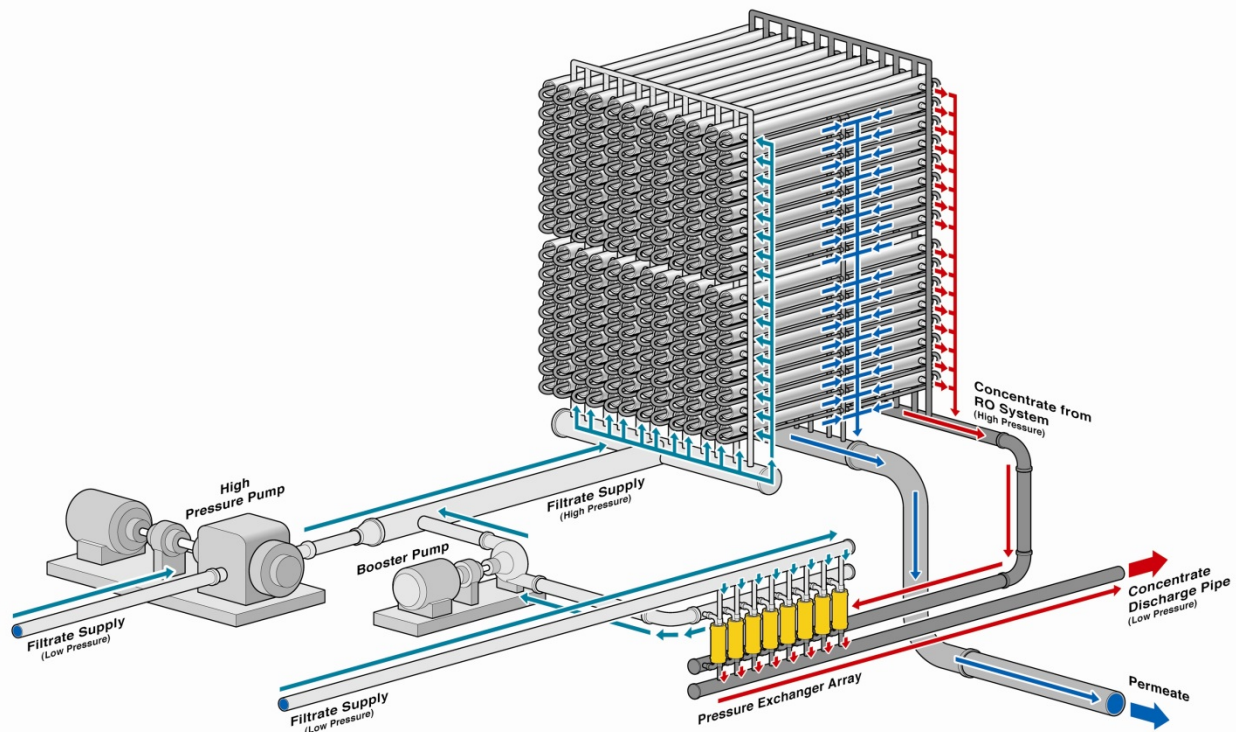 Concentrate from
RO System
(High Pressure)
High
Pressure Pump
Filtrate Supply
(High Pressure)
Booster Pump
Concentrate
Discharge Pipe
(Low Pressure)
Filtrate Supply
(Low Pressure)
Pressure Exchanger Array
Permeate
Filtrate Supply
(Low Pressure)